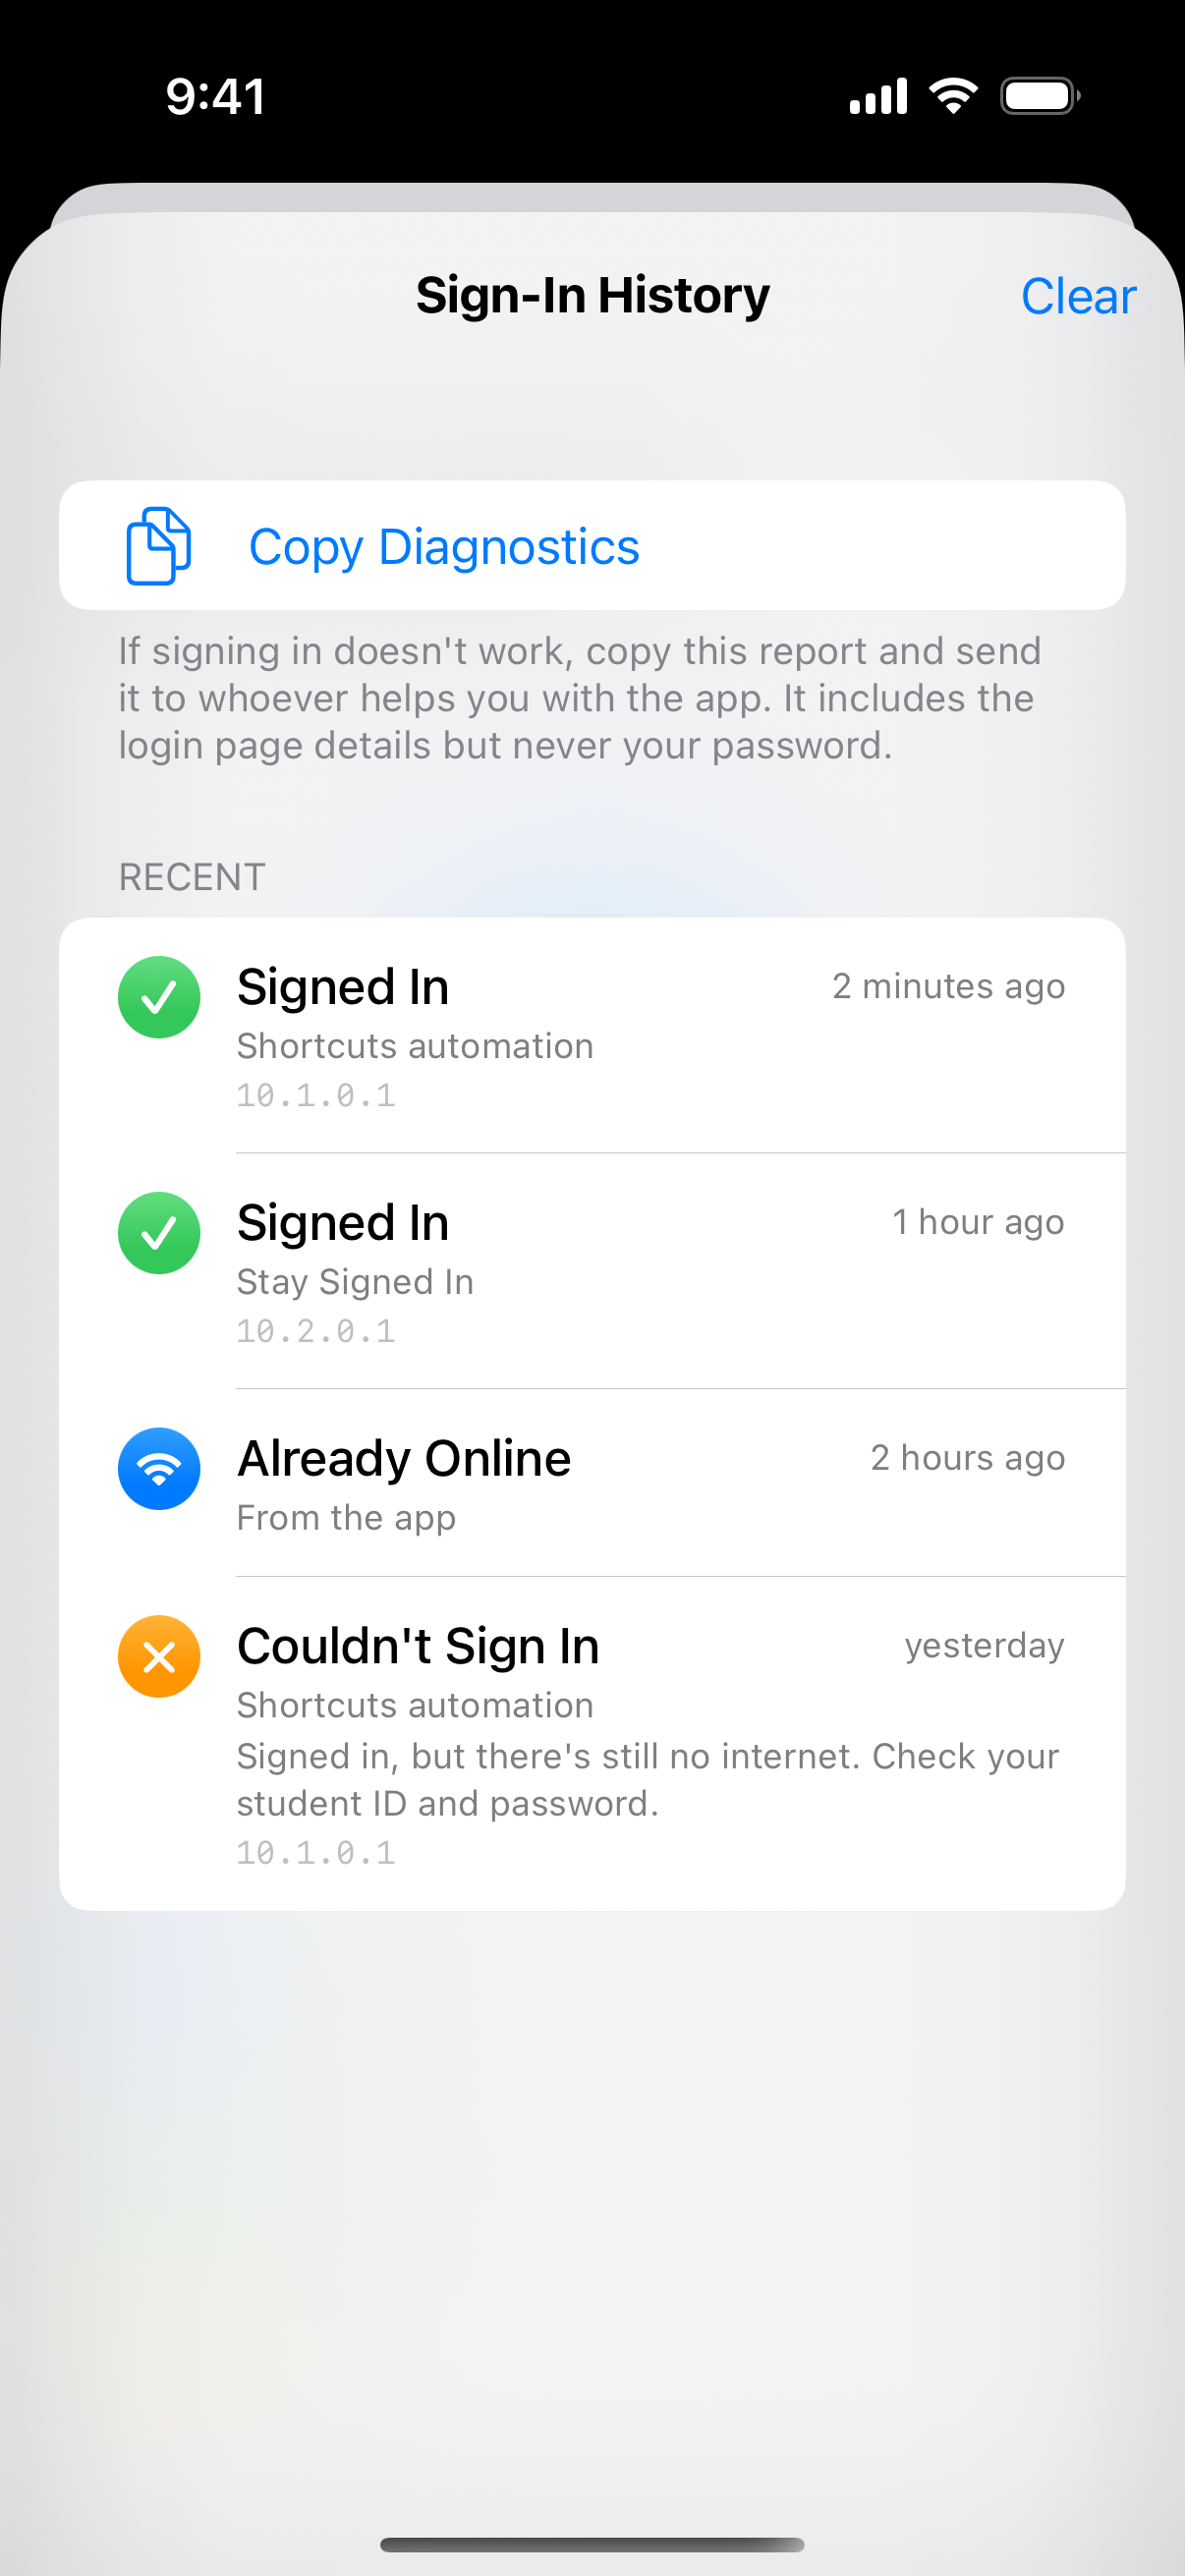 9:41
Sign-In History
Clear
Copy Diagnostics
If signing in doesn't work, copy this report and send
it to whoever helps you with the app. It includes the
login page details but never your password.
RECENT
Signed In
2 minutes ago
Shortcuts automation
10.1.0.1
Signed In
1 hour ago
Stay Signed In
10.2.0.1
Already Online
2 hours ago
From the app
Couldn't Sign In
yesterday
Shortcuts automation
Signed in, but there's still no internet. Check your
student ID and password.
10.1.0.1